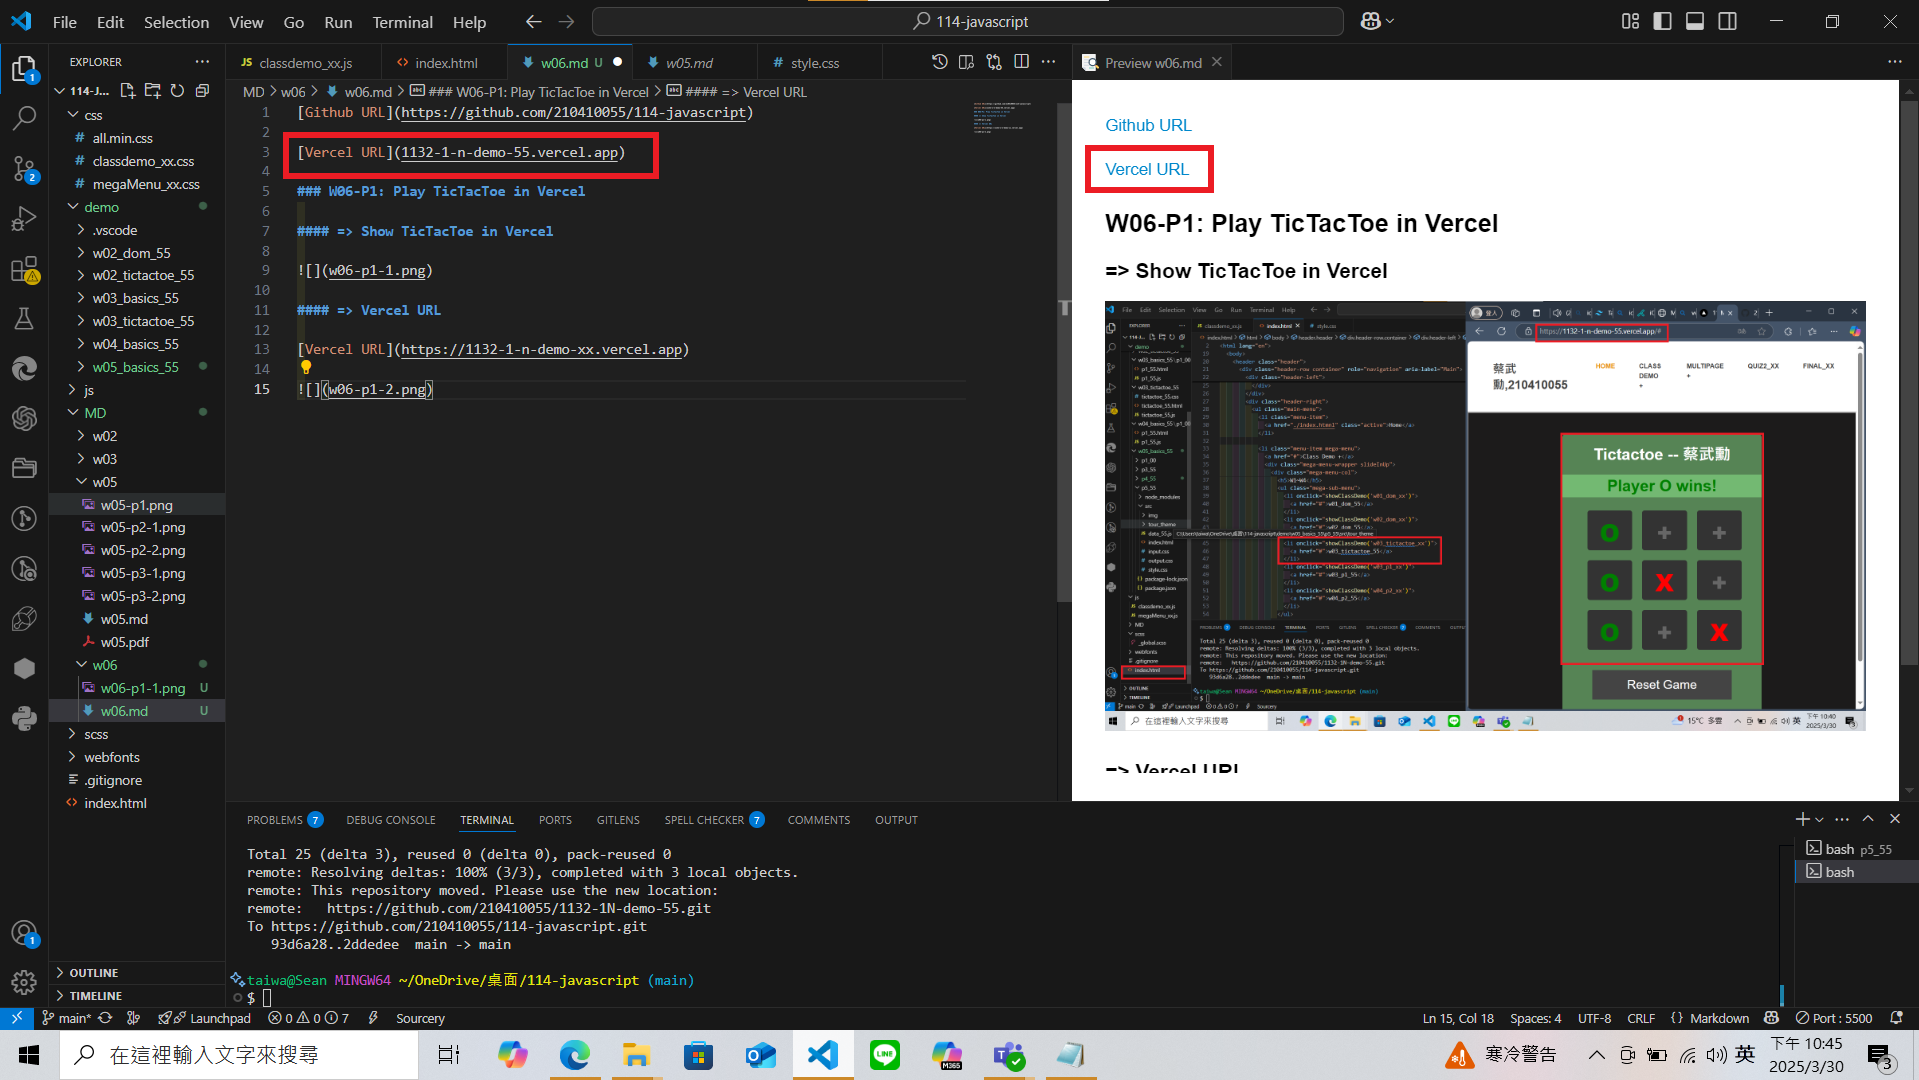 File Edit Selection View Go Run Terminal Help
114-javascript
EXPLORER
114-J...
css
all.min.css
classdemo_xx.css
megaMenu_xx.css
demo
.vscode
w02_dom_55
w02_tictactoe_55
w03_basics_55
w03_tictactoe_55
w04_basics_55
w05_basics_55
js
MD
w02
w03
w05
w05-p1.png
w05-p2-1.png
w05-p2-2.png
w05-p3-1.png
w05-p3-2.png
w05.md
w05.pdf
w06
w06-p1-1.png U
w06.md U
scss
webfonts
.gitignore
index.html
OUTLINE
TIMELINE
classdemo_xx.js index.html w06.md U w05.md style.css
MD > w06 > w06.md > ### W06-P1: Play TicTacToe in Vercel > #### => Vercel URL
1 [Github URL](https://github.com/210410055/114-javascript)
2
3 [Vercel URL](1132-1-n-demo-55.vercel.app)
4
5 ### W06-P1: Play TicTacToe in Vercel
6
7 #### => Show TicTacToe in Vercel
8
9 ![](w06-p1-1.png)
10
11 #### => Vercel URL
12
13 [Vercel URL](https://1132-1-n-demo-xx.vercel.app)
14
15 ![](w06-p1-2.png)
Preview w06.md
Github URL
Vercel URL
W06-P1: Play TicTacToe in Vercel
=> Show TicTacToe in Vercel
https://1132-1-n-demo-55.vercel.app/#
蔡武
勳,210410055
HOME CLASS DEMO + MULTIPAGE + QUIZ2_XX FINAL_XX
Tictactoe -- 蔡武勳
Player O wins!
O + +
O X +
O + X
Reset Game
=> Vercel URL
PROBLEMS 7 DEBUG CONSOLE TERMINAL PORTS GITLENS SPELL CHECKER 7 COMMENTS OUTPUT
Total 25 (delta 3), reused 0 (delta 0), pack-reused 0
remote: Resolving deltas: 100% (3/3), completed with 3 local objects.
remote: This repository moved. Please use the new location:
remote: https://github.com/210410055/1132-1N-demo-55.git
To https://github.com/210410055/114-javascript.git
93d6a28..2ddedee main -> main
taiwa@Sean MINGW64 ~/OneDrive/桌面/114-javascript (main)
$
bash p5_55
bash
main* Launchpad 0 0 7 Sourcery
Ln 15, Col 18 Spaces: 4 UTF-8 CRLF {} Markdown Port : 5500
在這裡輸入文字來搜尋
寒冷警告
英
下午 10:45
2025/3/30
3